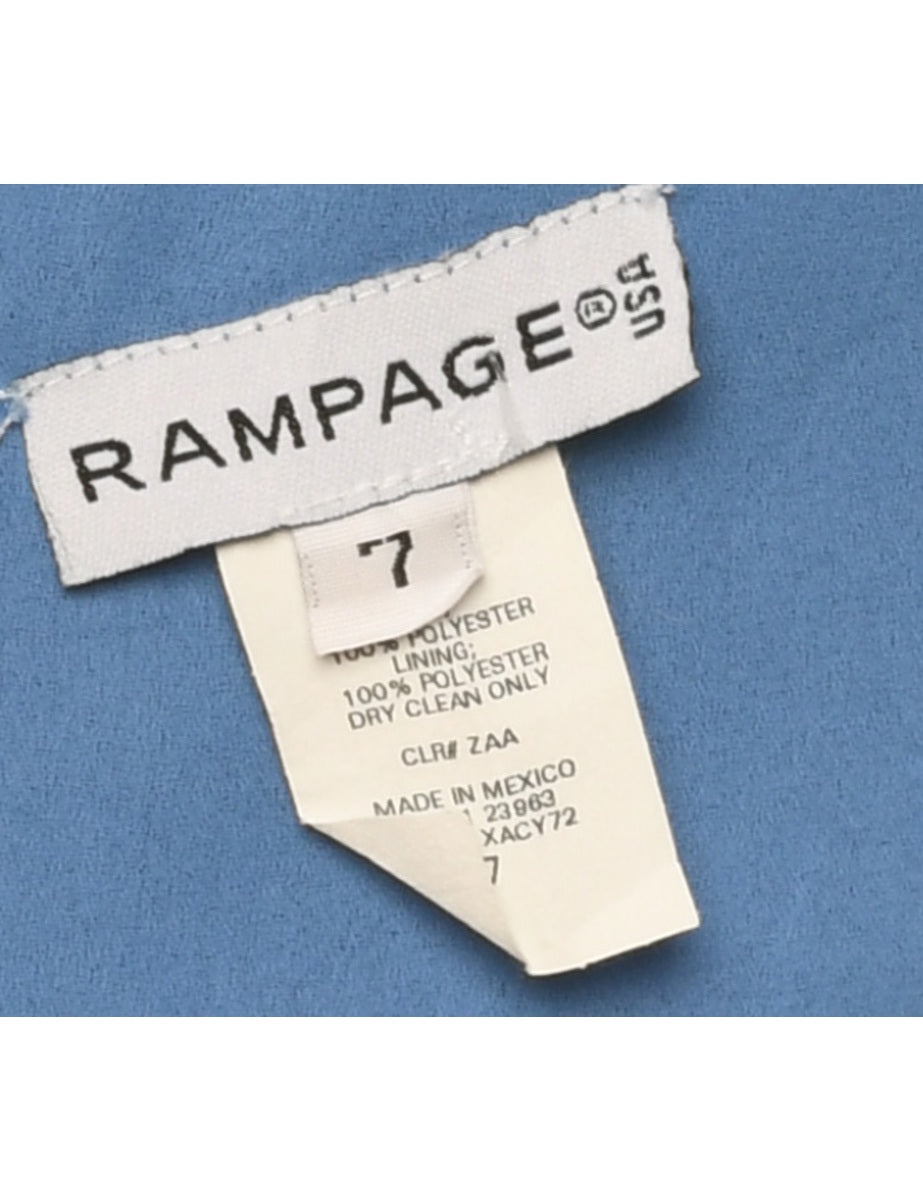 RAMPAGE® USA
7
100% POLYESTER
LINING;
100% POLYESTER
DRY CLEAN ONLY
CLR# ZAA
MADE IN MEXICO
1 23963
XACY72
7